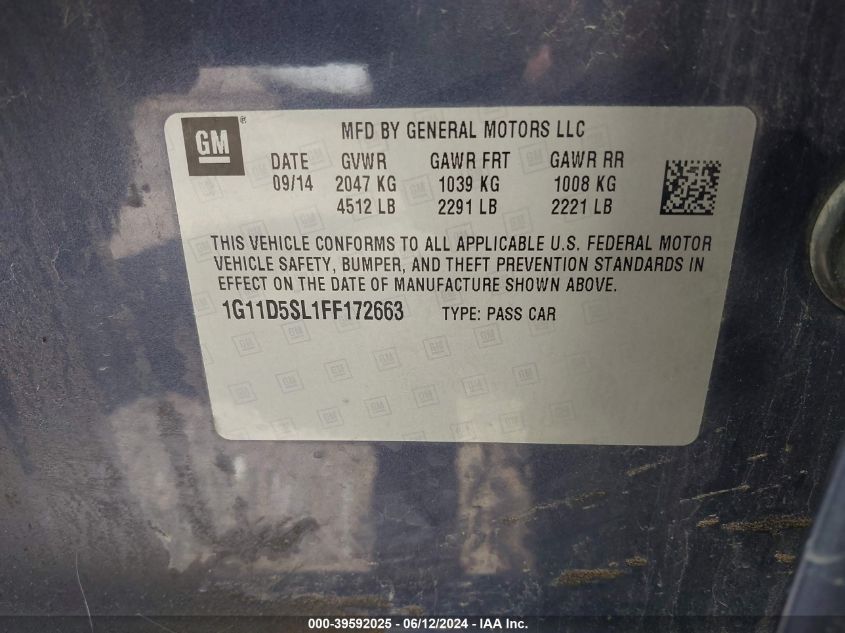 GM ®
MFD BY GENERAL MOTORS LLC
DATE GVWR GAWR FRT GAWR RR
09/14 2047 KG 1039 KG 1008 KG
4512 LB 2291 LB 2221 LB
THIS VEHICLE CONFORMS TO ALL APPLICABLE U.S. FEDERAL MOTOR
VEHICLE SAFETY, BUMPER, AND THEFT PREVENTION STANDARDS IN
EFFECT ON THE DATE OF MANUFACTURE SHOWN ABOVE.
1G11D5SL1FF172663 TYPE: PASS CAR
000-39592025 - 06/12/2024 - IAA Inc.